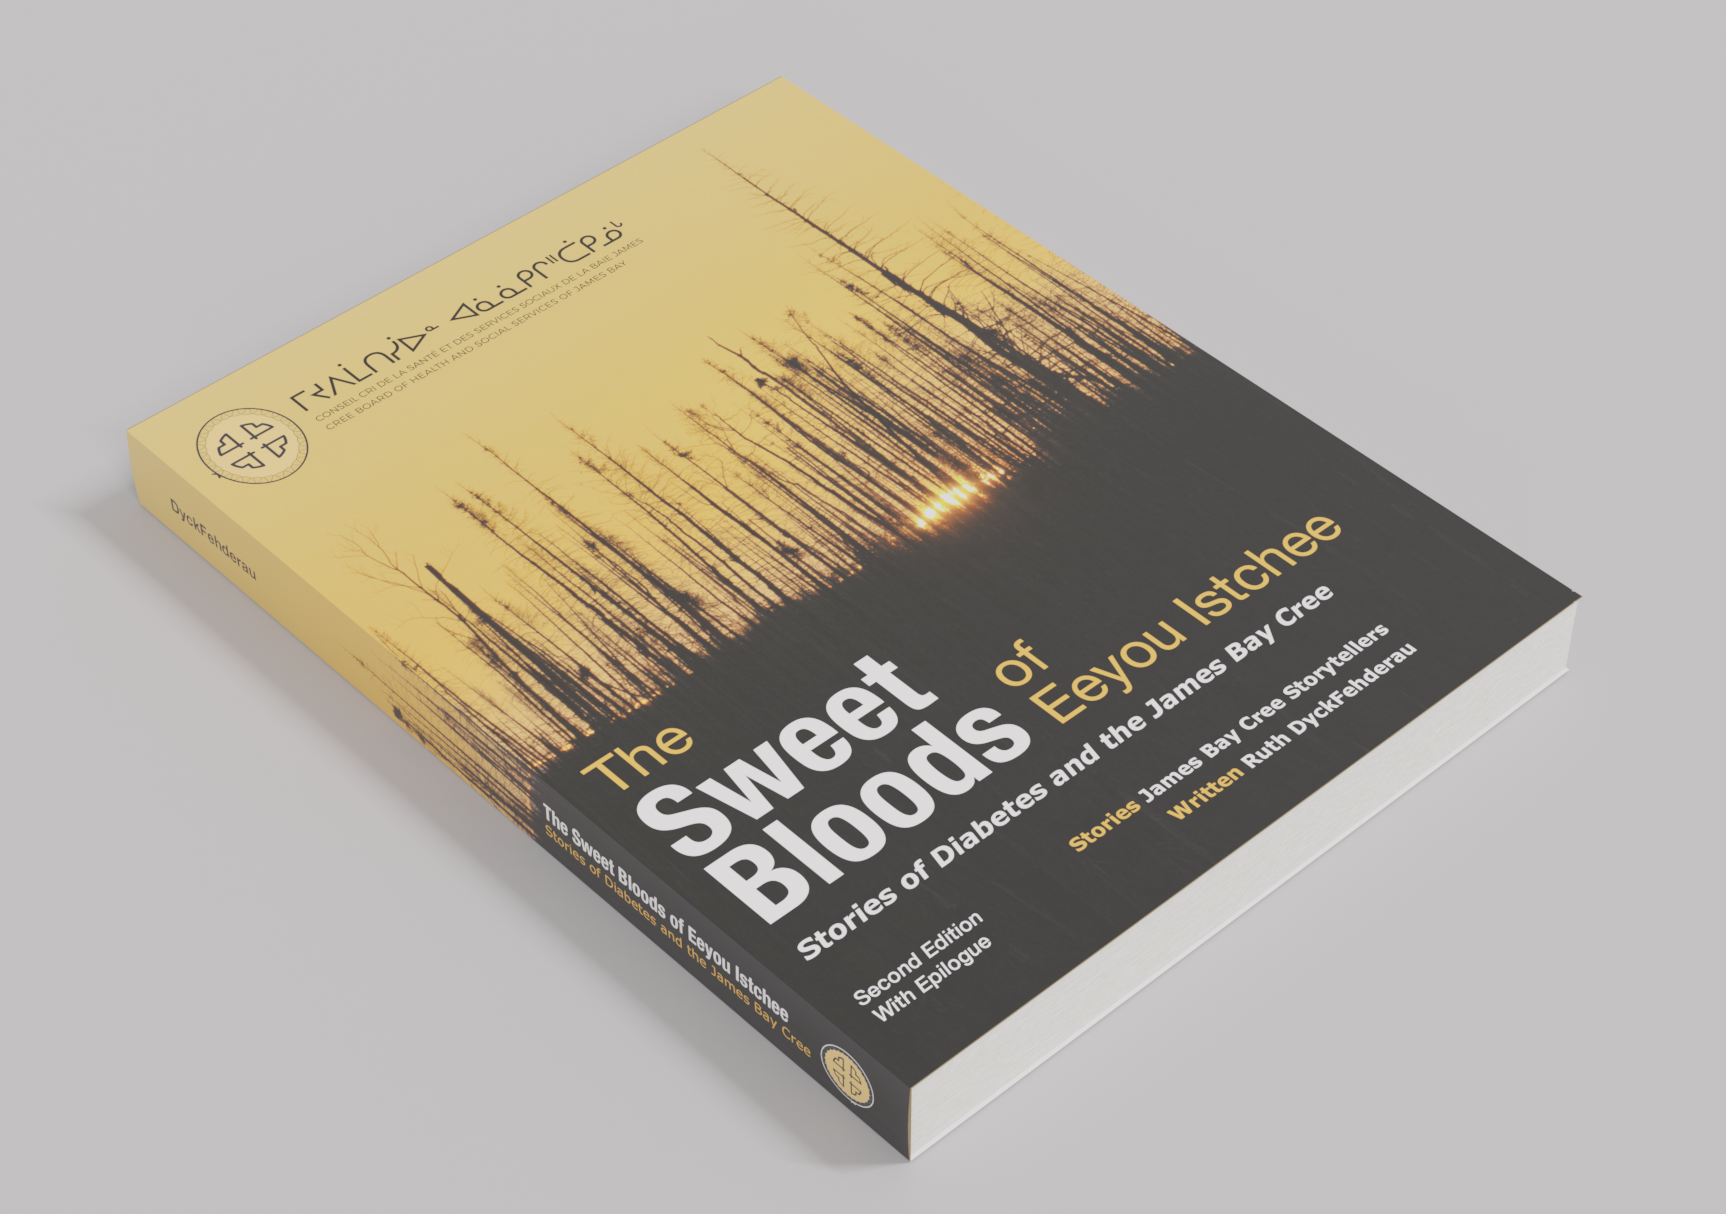 ᒥᔪᐱᒫᑎᓰᐅᓐ ᐊᓈᓈᑭᒋᐦᑖᑭᓅᒡ
CONSEIL CRI DE LA SANTÉ ET DES SERVICES SOCIAUX DE LA BAIE JAMES
CREE BOARD OF HEALTH AND SOCIAL SERVICES OF JAMES BAY
The
Sweet
Bloods
of
Eeyou Istchee
Stories of Diabetes and the James Bay Cree
Stories James Bay Cree Storytellers
Written Ruth DyckFehderau
Second Edition
With Epilogue
DyckFehderau
The Sweet Bloods of Eeyou Istchee
Stories of Diabetes and the James Bay Cree